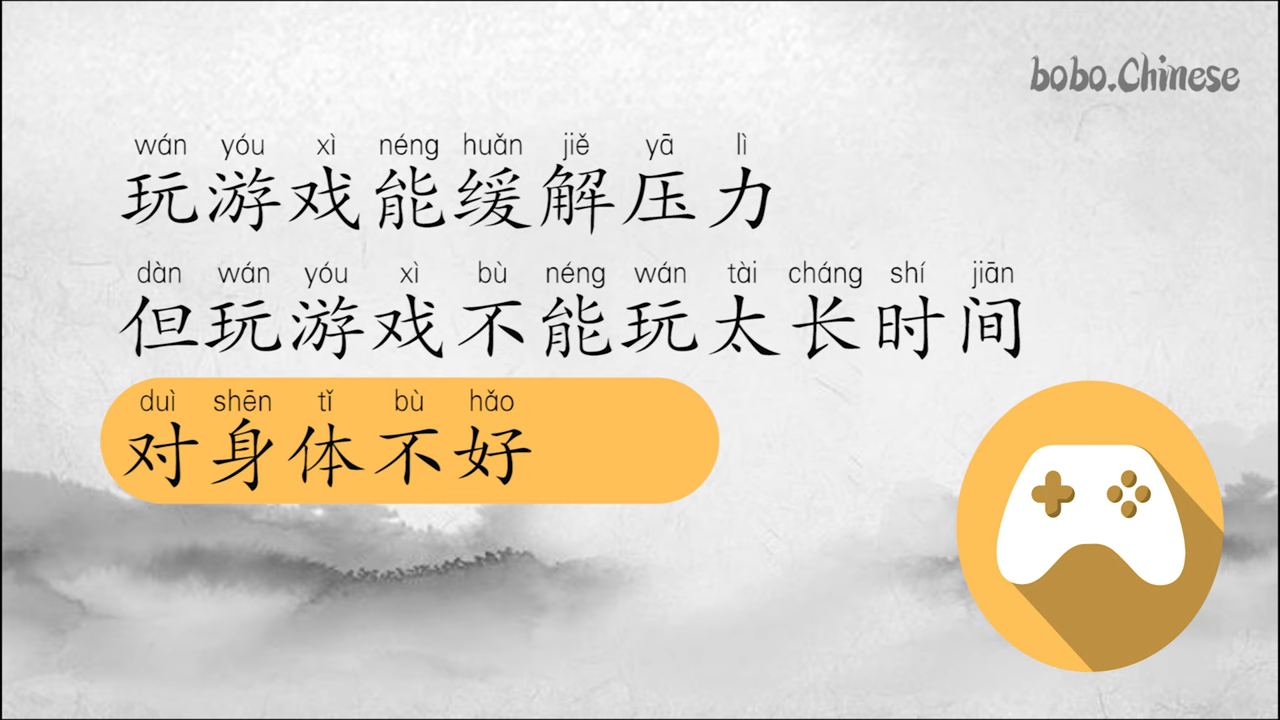 bobo.Chinese
wán yóu xì néng huǎn jiě yā lì
玩游戏能缓解压力
dàn wán yóu xì bù néng wán tài cháng shí jiān
但玩游戏不能玩太长时间
duì shēn tǐ bù hǎo
对身体不好